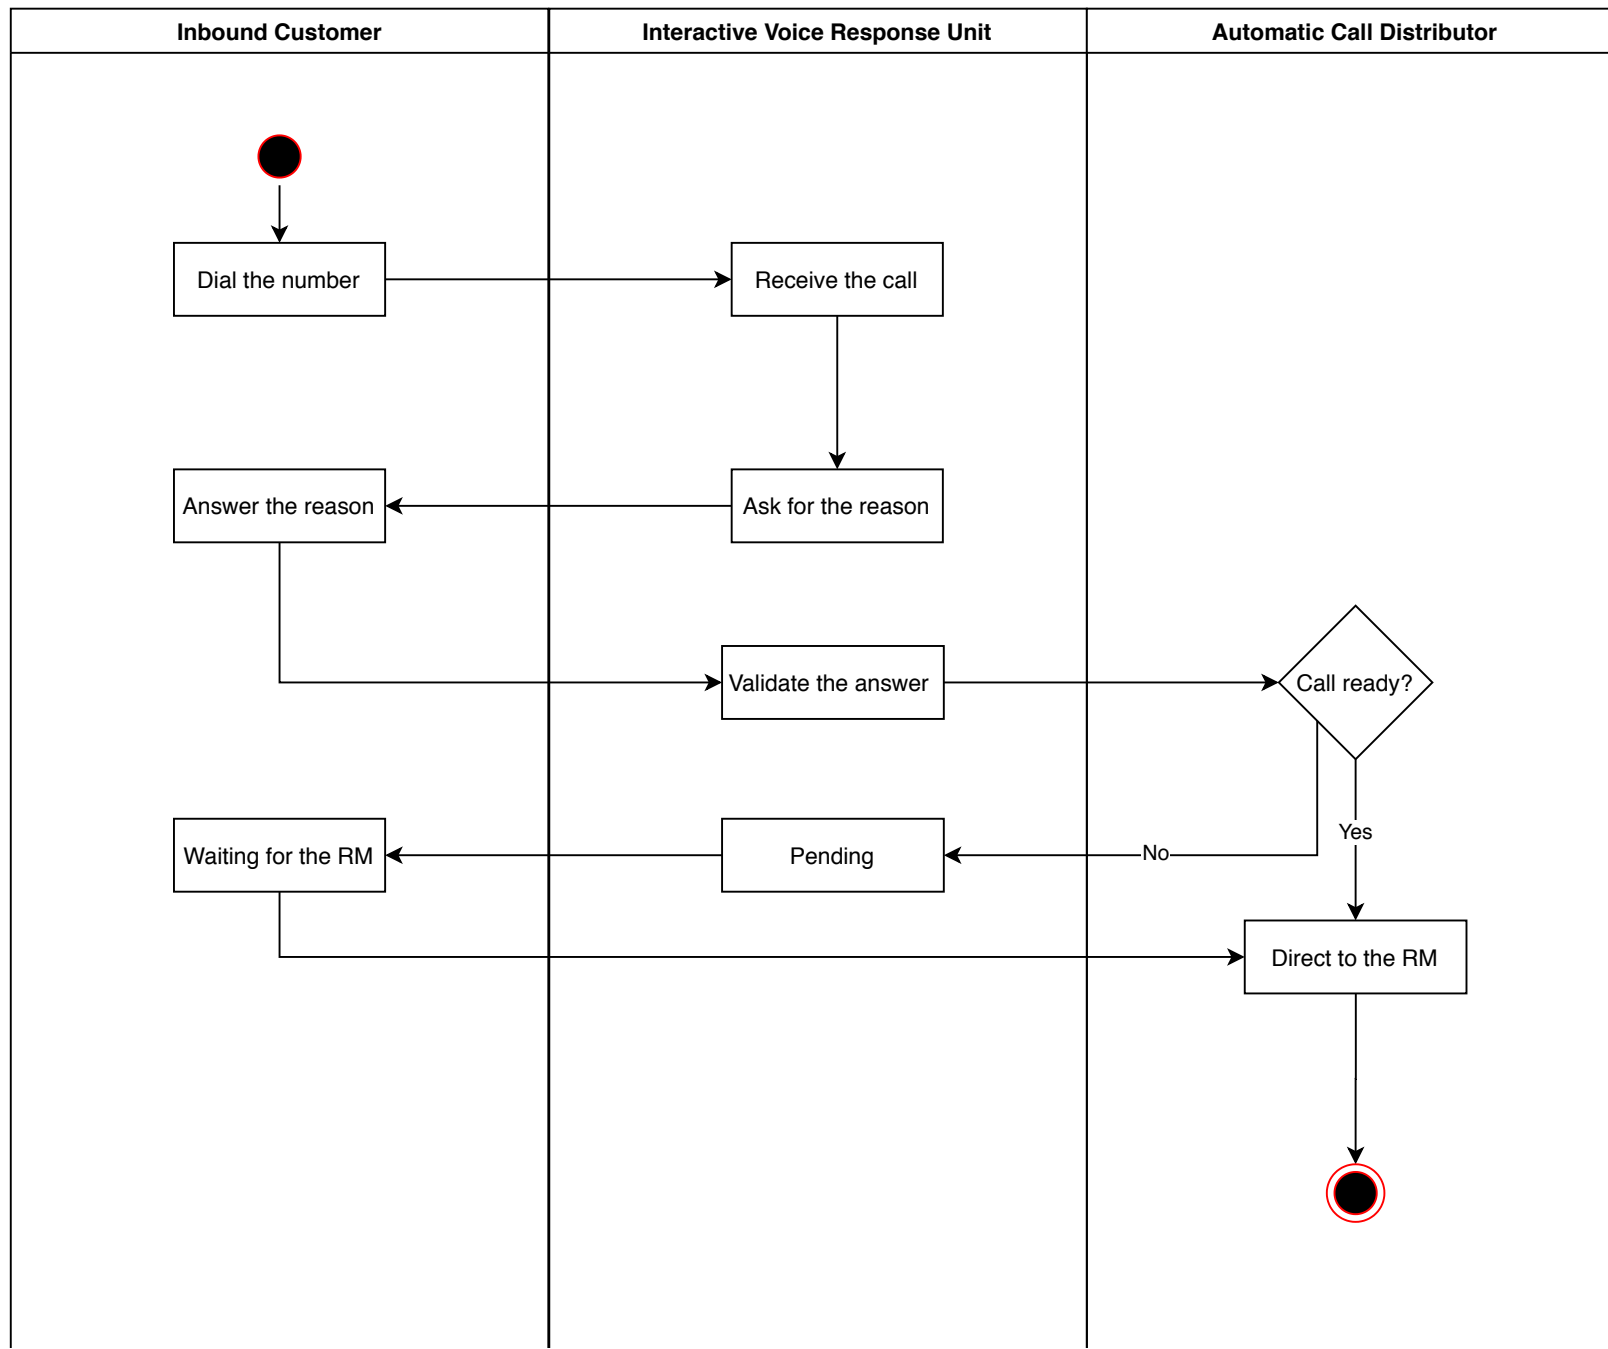 Inbound Customer
Interactive Voice Response Unit
Automatic Call Distributor
Dial the number
Receive the call
Answer the reason
Ask for the reason
Validate the answer
Call ready?
Waiting for the RM
Pending
No
Yes
Direct to the RM